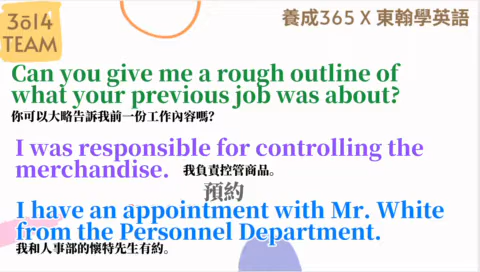 3ō14
TEAM
養成365 X 東翰學英語
Can you give me a rough outline of
what your previous job was about?
你可以大略告訴我前一份工作內容嗎?
I was responsible for controlling the
merchandise. 我負責控管商品。
預約
I have an appointment with Mr. White
from the Personnel Department.
我和人事部的懷特先生有約。